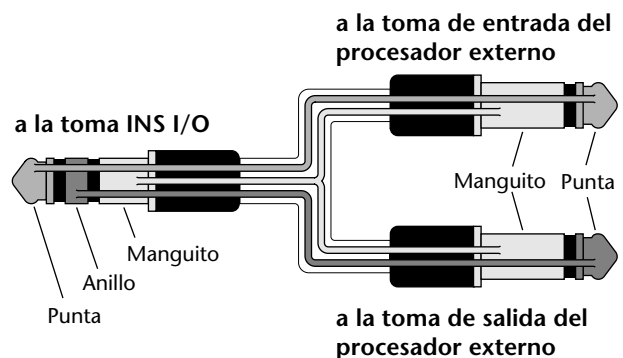 a la toma de entrada del
procesador externo
a la toma INS I/O
Manguito
Punta
Manguito
Anillo
Punta
a la toma de salida del
procesador externo